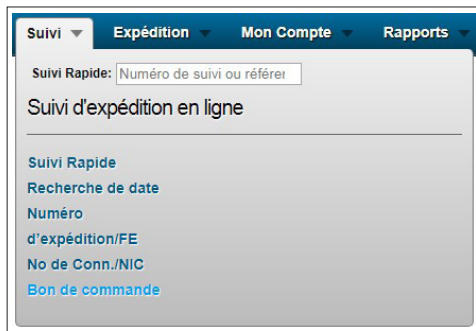 Suivi Expédition Mon Compte Rapports
Suivi Rapide: Numéro de suivi ou référer
Suivi d'expédition en ligne
Suivi Rapide
Recherche de date
Numéro
d'expédition/FE
No de Conn./NIC
Bon de commande